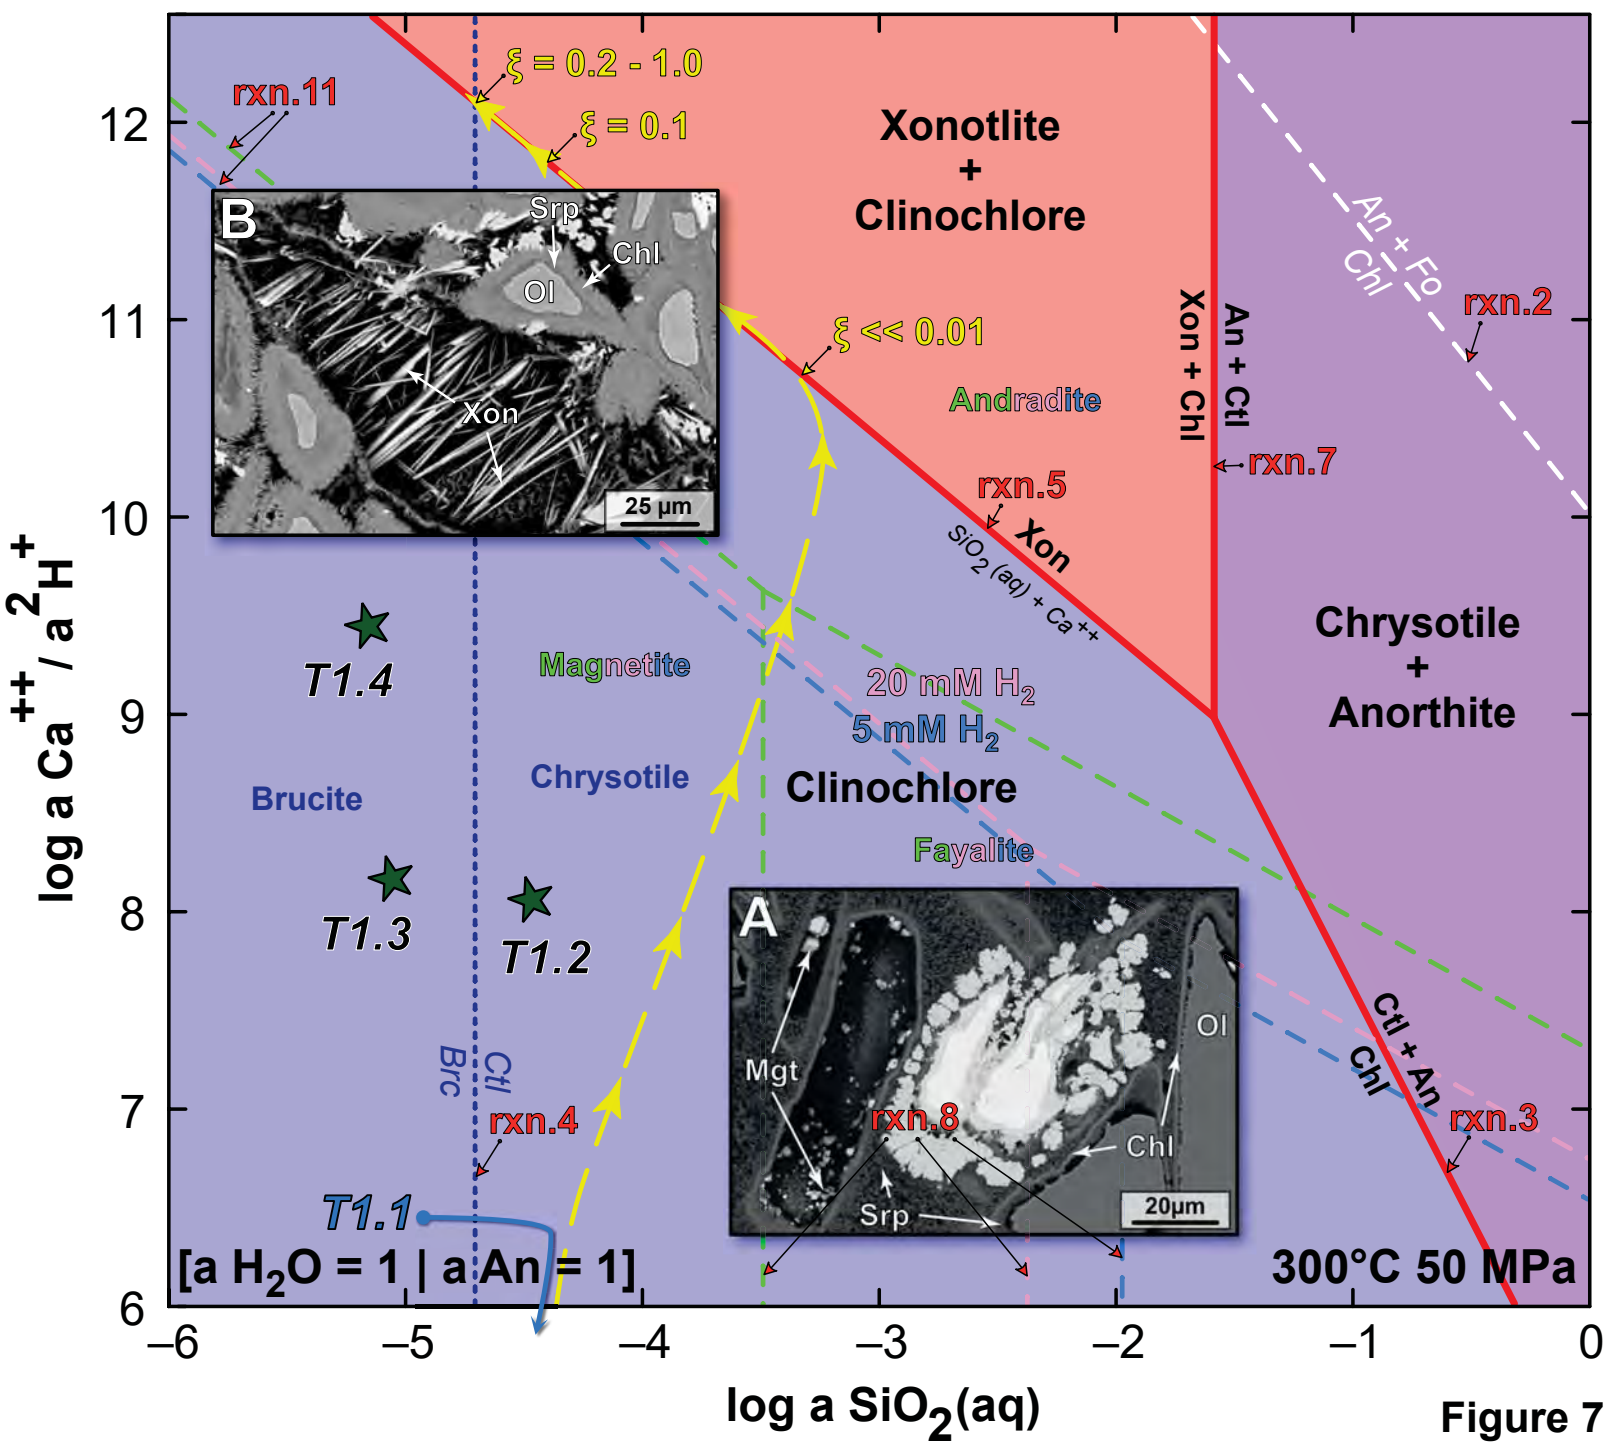 rxn.11
ξ = 0.2 - 1.0
ξ = 0.1
Xonotlite
+
Clinochlore
An + Fo
Chl
rxn.2
B
Srp
Chl
Ol
Xon
25 µm
ξ << 0.01
Andradite
An + Ctl
Xon + Chl
rxn.7
rxn.5
Xon
SiO2 (aq) + Ca++
T1.4
Magnetite
20 mM H2
5 mM H2
Chrysotile
+
Anorthite
Brucite
Chrysotile
Clinochlore
Fayalite
T1.3
T1.2
A
Mgt
Ol
rxn.8
Chl
Srp
20µm
Ctl
Brc
rxn.4
Ctl + An
Chl
rxn.3
T1.1
[a H2O = 1 | a An = 1]
300°C 50 MPa
12
11
10
9
8
7
6
log a Ca++ / a2H+
–6
–5
–4
–3
–2
–1
0
log a SiO2(aq)
Figure 7